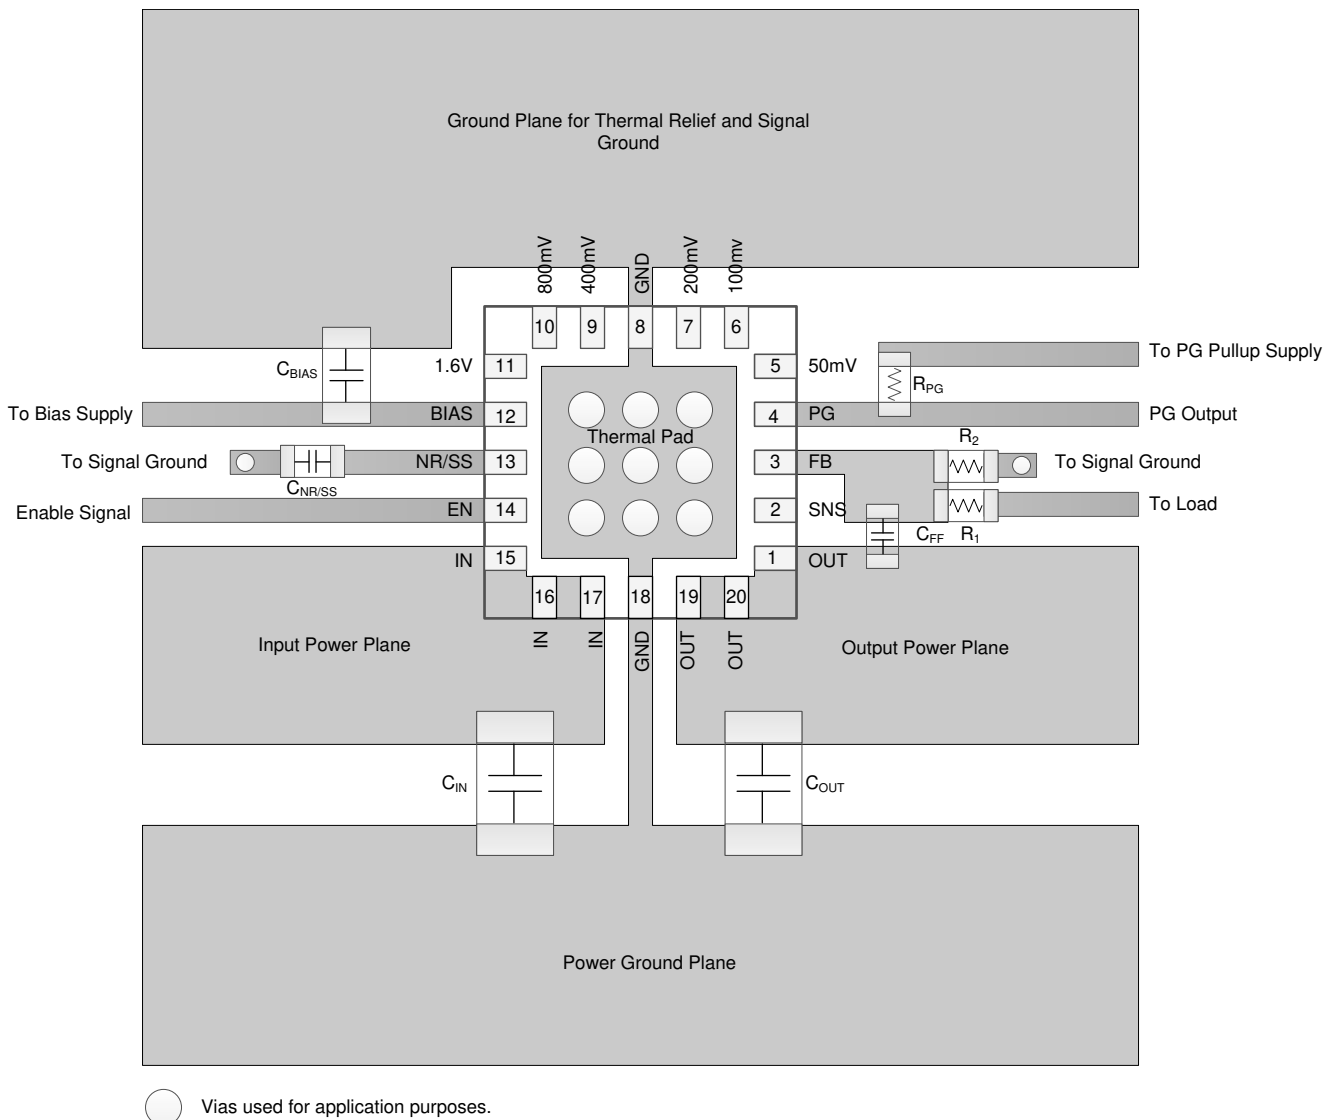 Ground Plane for Thermal Relief and Signal
Ground
800mV
400mV
GND
200mV
100mv
10
9
8
7
6
C_BIAS
1.6V
11
5
50mV
To PG Pullup Supply
R_PG
To Bias Supply
BIAS
12
4
PG
PG Output
Thermal Pad
R_2
To Signal Ground
NR/SS
13
3
FB
To Signal Ground
C_NR/SS
Enable Signal
EN
14
2
SNS
To Load
C_FF
R_1
IN
15
1
OUT
16
17
18
19
20
IN
IN
GND
OUT
OUT
Input Power Plane
Output Power Plane
C_IN
C_OUT
Power Ground Plane
Vias used for application purposes.